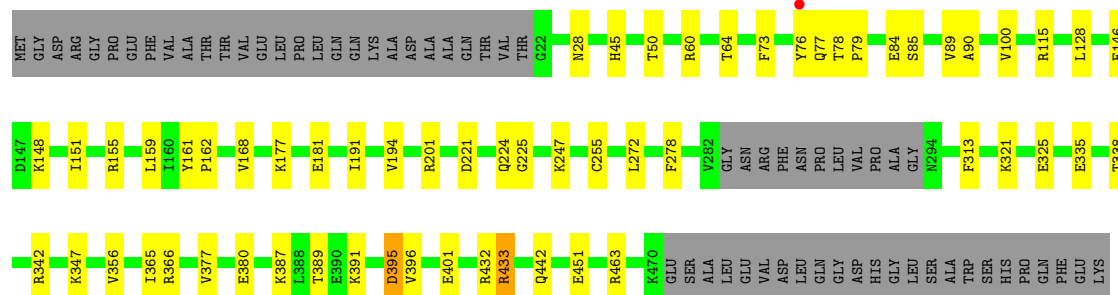 MET GLY ASP ARG GLY PRO GLU PHE VAL ALA THR THR VAL GLU LEU PRO LEU GLN GLN LYS ALA ASP ALA ALA GLN THR VAL THR G22 N28 H45 T50 R60 T64 F73 Y76 Q77 T78 P79 E84 S85 V89 A90 V100 R115 L128 E146
D147 K148 I151 R155 L159 I160 Y161 P162 V168 K177 E181 I191 V194 R201 D221 Q224 G225 K247 C255 L272 F278 V282 GLY ASN ARG PHE ASN PRO LEU VAL PRO ALA GLY N294 F313 K321 E325 E335 T338
R342 K347 V356 I365 R366 V377 E380 K387 L388 T389 E390 K391 D395 V396 E401 R432 R433 Q442 E451 R463 K470 GLU SER ALA LEU GLU VAL ASP LEU GLN GLY ASP HIS GLY LEU SER ALA TRP SER HIS PRO GLN PHE GLU LYS